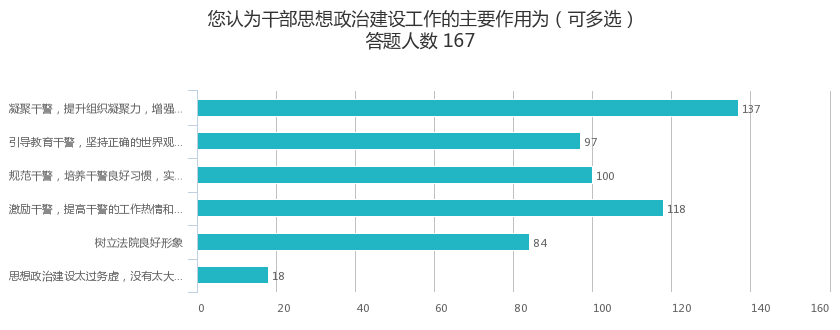 您认为干部思想政治建设工作的主要作用为（可多选）
答题人数 167
凝聚干警，提升组织凝聚力，增强...
137
引导教育干警，坚持正确的世界观...
97
规范干警，培养干警良好习惯，实...
100
激励干警，提高干警的工作热情和...
118
树立法院良好形象
84
思想政治建设太过务虚，没有太大...
18
0 20 40 60 80 100 120 140 160